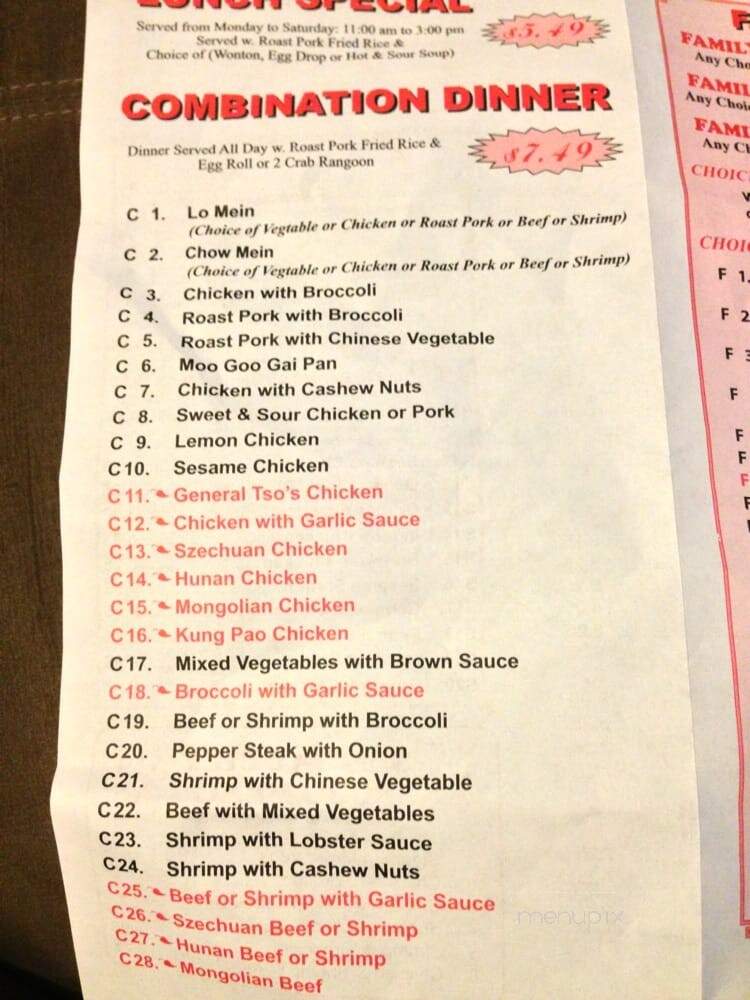 LUNCH SPECIAL
Served from Monday to Saturday: 11:00 am to 3:00 pm
Served w. Roast Pork Fried Rice &
Choice of (Wonton, Egg Drop or Hot & Sour Soup)
$5.49
COMBINATION DINNER
Dinner Served All Day w. Roast Pork Fried Rice &
Egg Roll or 2 Crab Rangoon
$7.49
C 1. Lo Mein
(Choice of Vegtable or Chicken or Roast Pork or Beef or Shrimp)
C 2. Chow Mein
(Choice of Vegtable or Chicken or Roast Pork or Beef or Shrimp)
C 3. Chicken with Broccoli
C 4. Roast Pork with Broccoli
C 5. Roast Pork with Chinese Vegetable
C 6. Moo Goo Gai Pan
C 7. Chicken with Cashew Nuts
C 8. Sweet & Sour Chicken or Pork
C 9. Lemon Chicken
C10. Sesame Chicken
C11. General Tso's Chicken
C12. Chicken with Garlic Sauce
C13. Szechuan Chicken
C14. Hunan Chicken
C15. Mongolian Chicken
C16. Kung Pao Chicken
C17. Mixed Vegetables with Brown Sauce
C18. Broccoli with Garlic Sauce
C19. Beef or Shrimp with Broccoli
C20. Pepper Steak with Onion
C21. Shrimp with Chinese Vegetable
C22. Beef with Mixed Vegetables
C23. Shrimp with Lobster Sauce
C24. Shrimp with Cashew Nuts
C25. Beef or Shrimp with Garlic Sauce
C26. Szechuan Beef or Shrimp
C27. Hunan Beef or Shrimp
C28. Mongolian Beef
menupix
F
FAMIL
Any Cho
FAMIL
Any Choi
FAMI
Any Ch
CHOIC
CHOI
F 1.
F 2
F 3
F
F
F
F
F